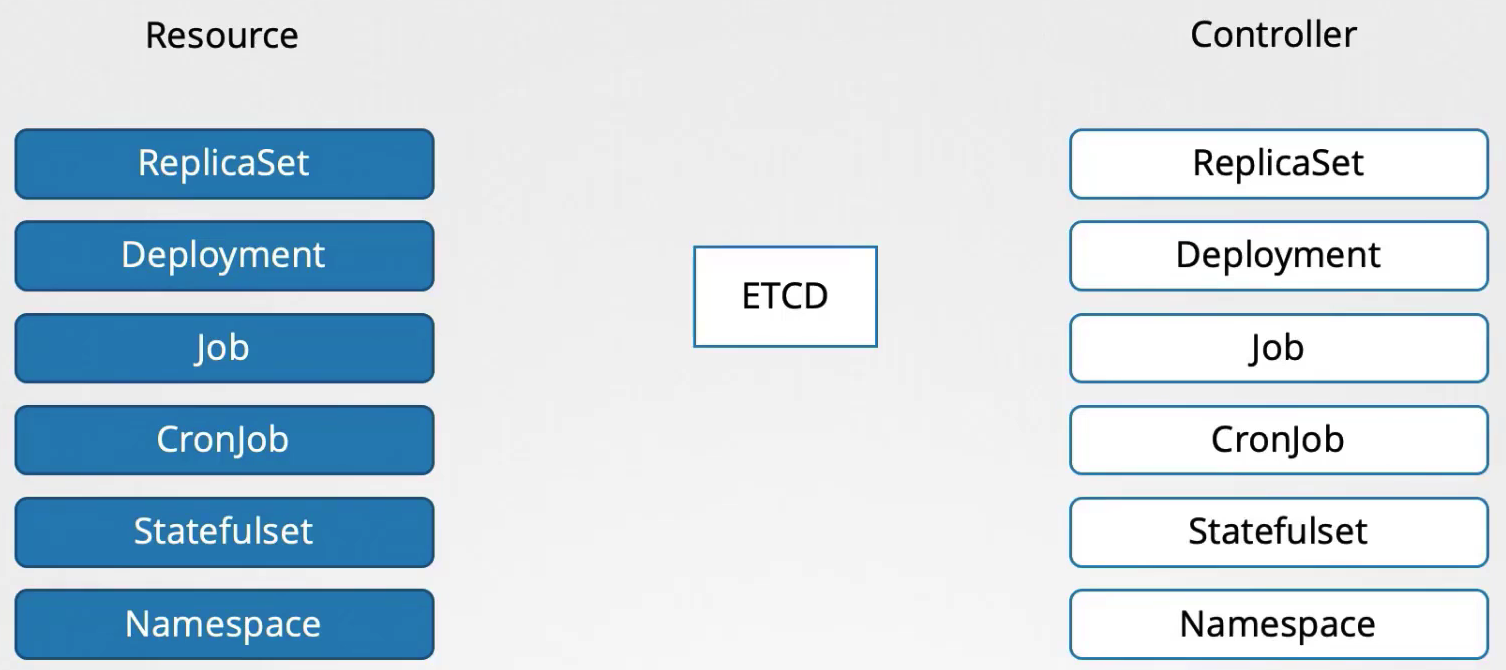 Resource
Controller
ReplicaSet
ReplicaSet
Deployment
Deployment
ETCD
Job
Job
CronJob
CronJob
Statefulset
Statefulset
Namespace
Namespace